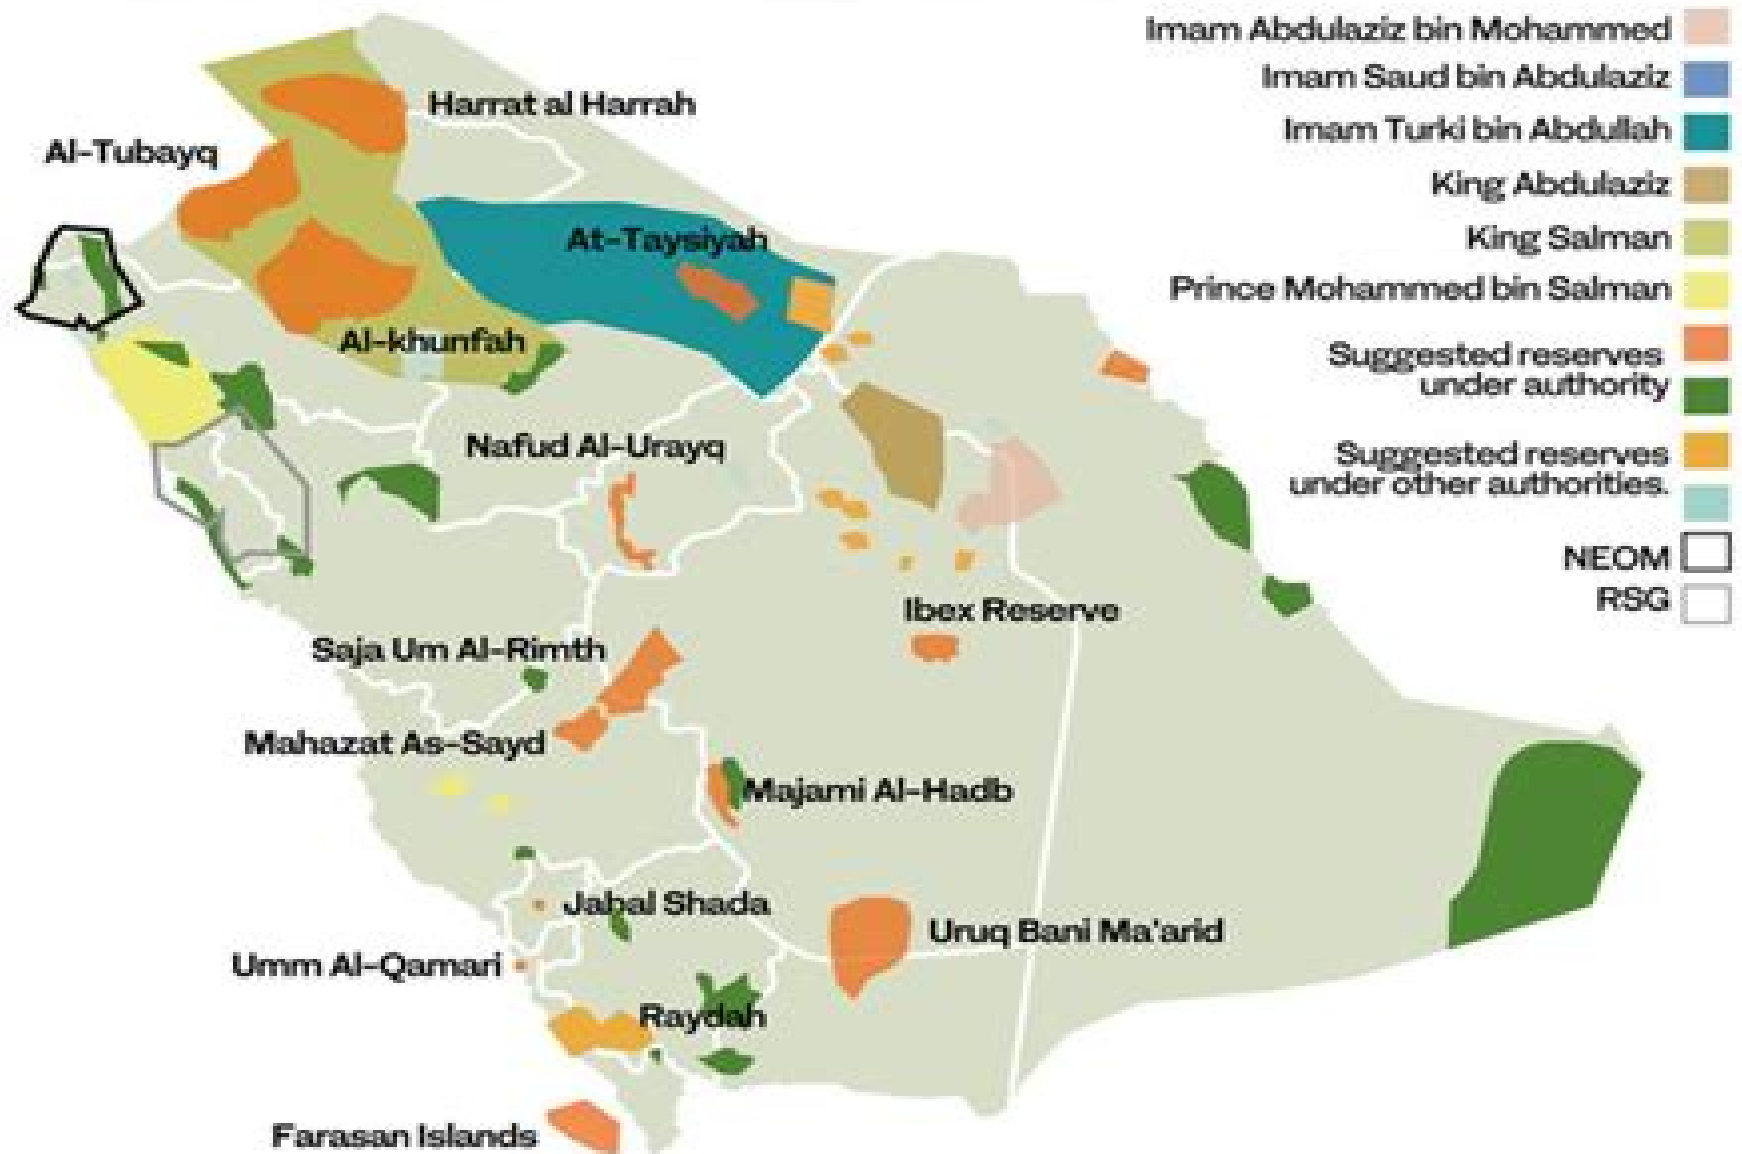 Imam Abdulaziz bin Mohammed
Imam Saud bin Abdulaziz
Imam Turki bin Abdullah
King Abdulaziz
King Salman
Prince Mohammed bin Salman
Suggested reserves
under authority
Suggested reserves
under other authorities.
NEOM
RSG
Harrat al Harrah
Al-Tubayq
At-Taysiyah
Al-khunfah
Nafud Al-Urayq
Ibex Reserve
Saja Um Al-Rimth
Mahazat As-Sayd
Majami Al-Hadb
Jabal Shada
Uruq Bani Ma'arid
Umm Al-Qamari
Raydah
Farasan Islands